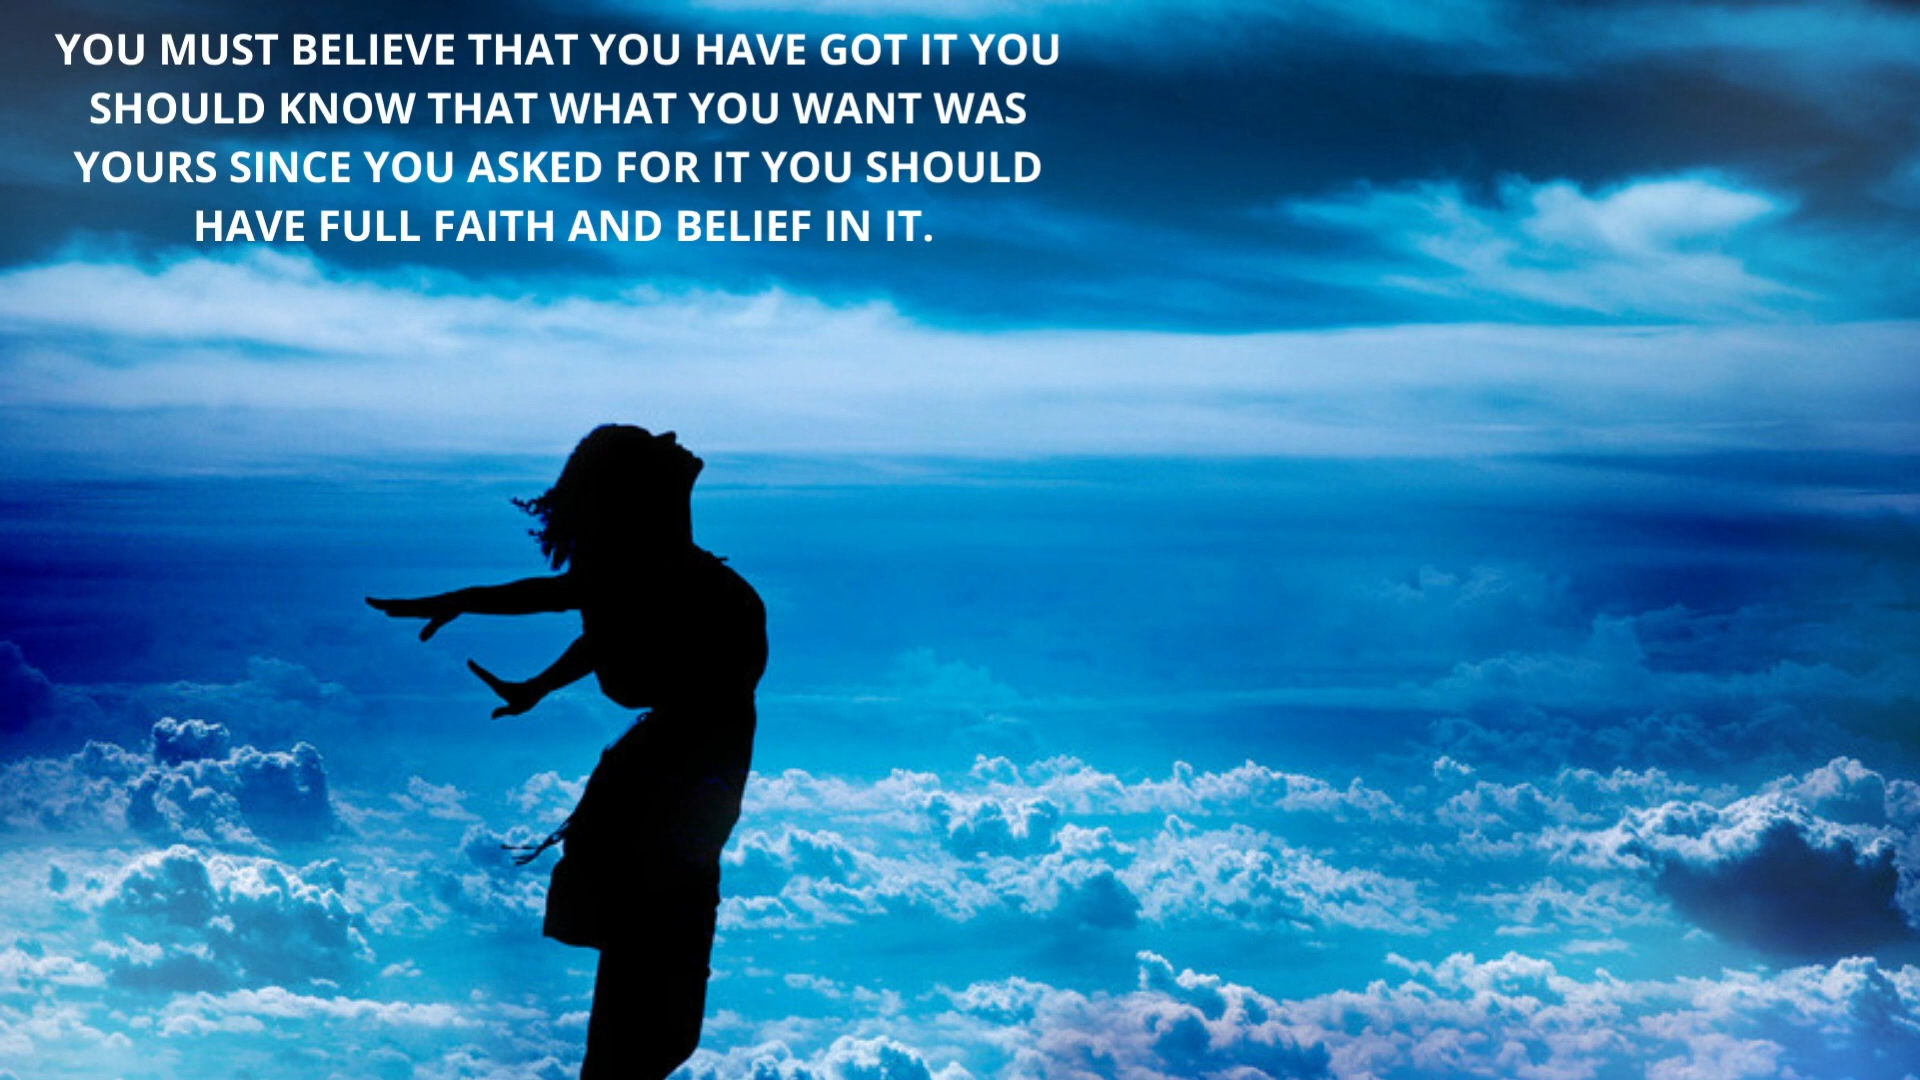 YOU MUST BELIEVE THAT YOU HAVE GOT IT YOU
SHOULD KNOW THAT WHAT YOU WANT WAS
YOURS SINCE YOU ASKED FOR IT YOU SHOULD
HAVE FULL FAITH AND BELIEF IN IT.